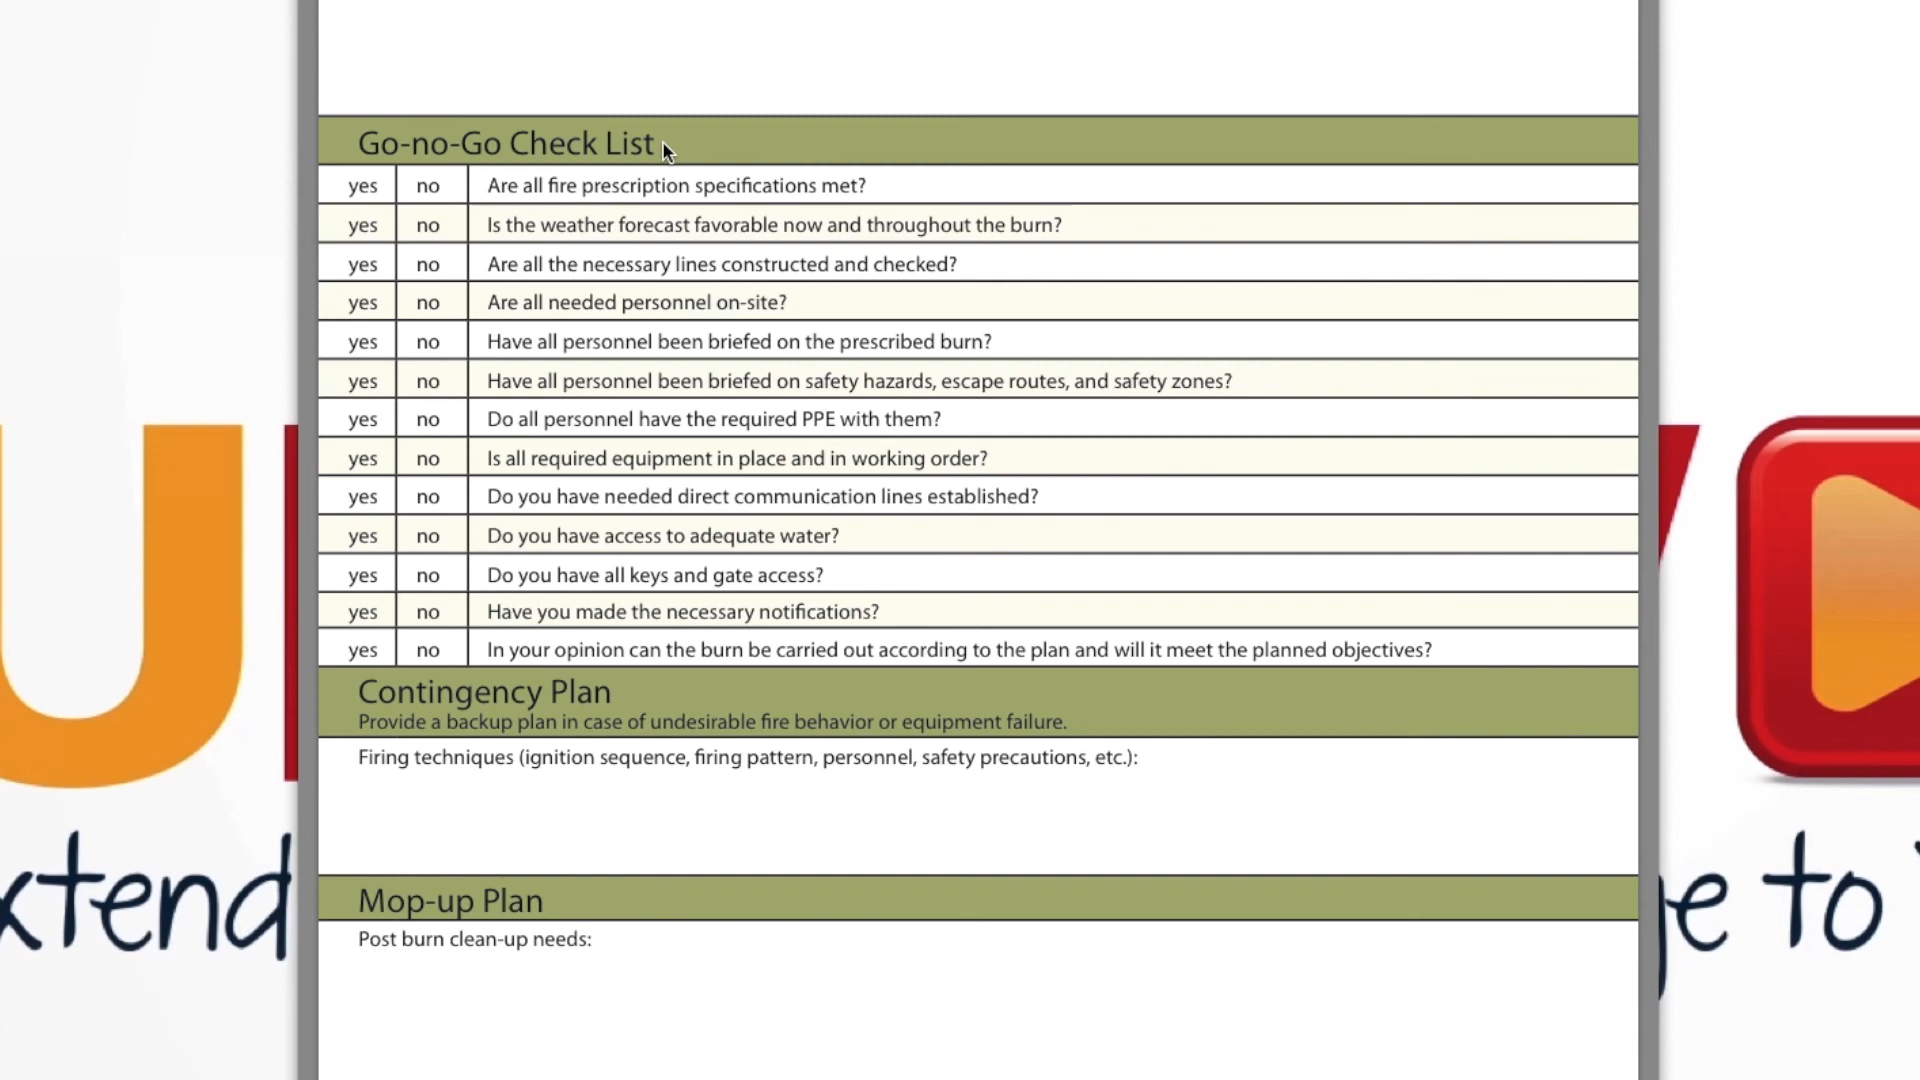 Go-no-Go Check List
yes no Are all fire prescription specifications met?
yes no Is the weather forecast favorable now and throughout the burn?
yes no Are all the necessary lines constructed and checked?
yes no Are all needed personnel on-site?
yes no Have all personnel been briefed on the prescribed burn?
yes no Have all personnel been briefed on safety hazards, escape routes, and safety zones?
yes no Do all personnel have the required PPE with them?
yes no Is all required equipment in place and in working order?
yes no Do you have needed direct communication lines established?
yes no Do you have access to adequate water?
yes no Do you have all keys and gate access?
yes no Have you made the necessary notifications?
yes no In your opinion can the burn be carried out according to the plan and will it meet the planned objectives?
Contingency Plan
Provide a backup plan in case of undesirable fire behavior or equipment failure.
Firing techniques (ignition sequence, firing pattern, personnel, safety precautions, etc.):
Mop-up Plan
Post burn clean-up needs:
U
xtend ge to